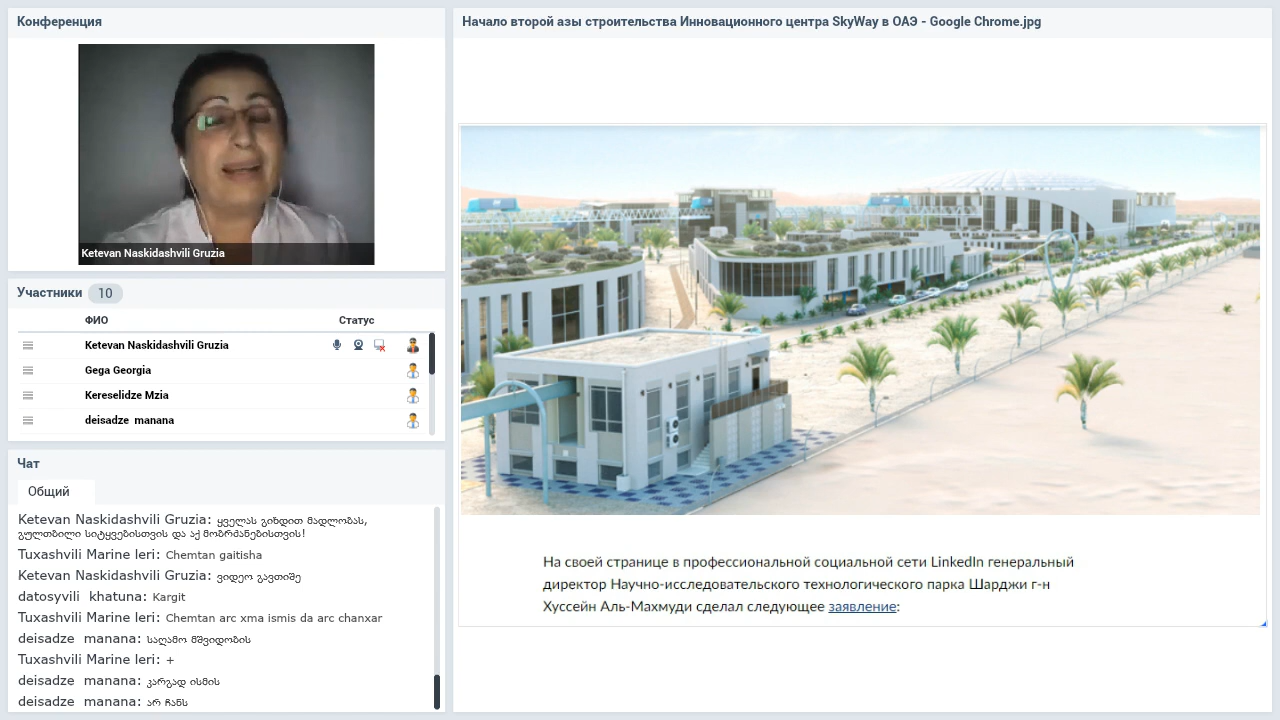 Конференция
Ketevan Naskidashvili Gruzia
Участники 10
ФИО Статус
Ketevan Naskidashvili Gruzia
Gega Georgia
Kereselidze Mzia
deisadze manana
Чат
Общий
Ketevan Naskidashvili Gruzia: ყველას გინდით მადლობას,
გულთბილი სიტყვებისთვის და აქ მობრძანებისთვის!
Tuxashvili Marine leri: Chemtan gaitisha
Ketevan Naskidashvili Gruzia: ვიდეო გავთიშე
datosyvili khatuna: Kargit
Tuxashvili Marine leri: Chemtan arc xma ismis da arc chanxar
deisadze manana: საღამო მშვიდობის
Tuxashvili Marine leri: +
deisadze manana: კარგად ისმის
deisadze manana: არ ჩანს
Начало второй азы строительства Инновационного центра SkyWay в ОАЭ - Google Chrome.jpg
На своей странице в профессиональной социальной сети LinkedIn генеральный
директор Научно-исследовательского технологического парка Шарджи г-н
Хуссейн Аль-Махмуди сделал следующее заявление: